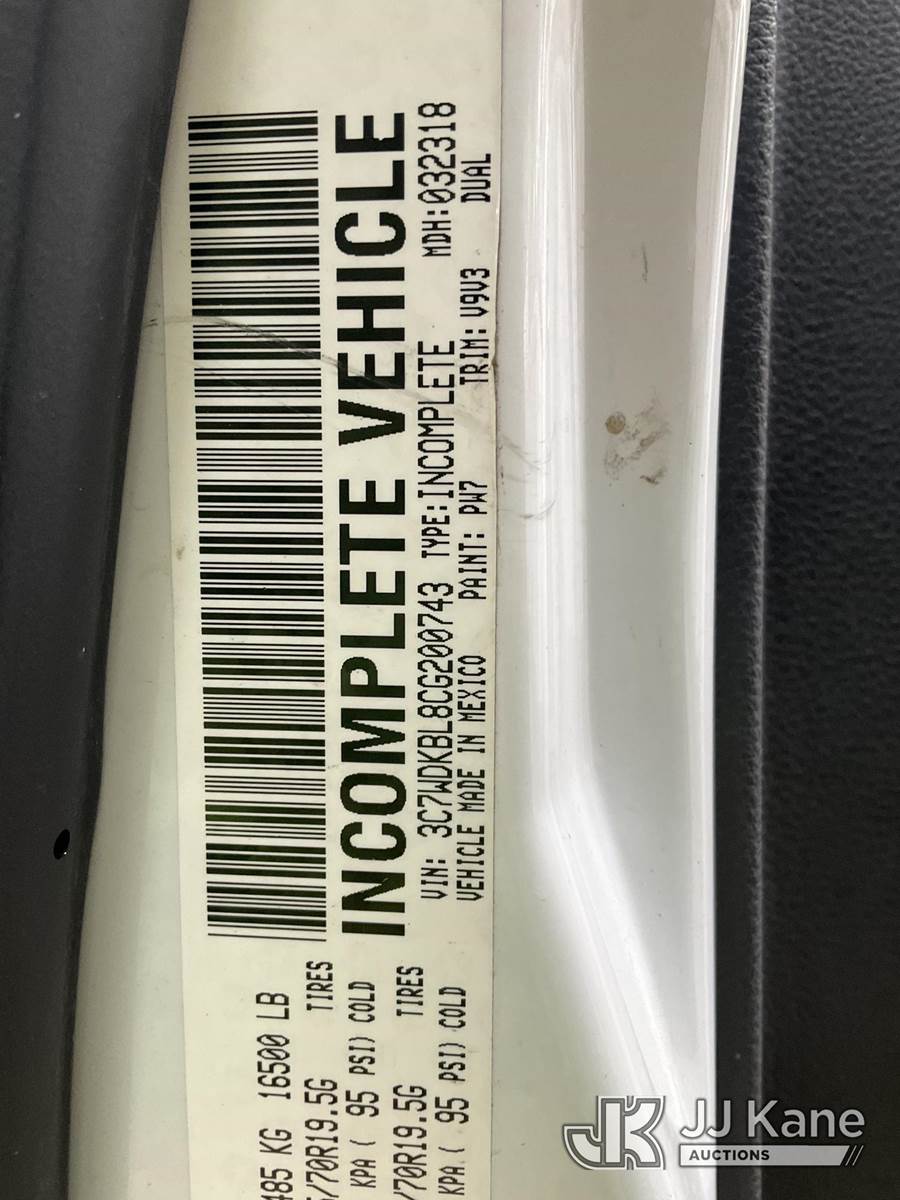 485 KG 16500 LB
/70R19.5G TIRES
KPA ( 95 PSI) COLD
/70R19.5G TIRES
KPA ( 95 PSI) COLD
INCOMPLETE VEHICLE
VIN: 3C7WDKBL8CG200743 TYPE: INCOMPLETE MDH: 032318
VEHICLE MADE IN MEXICO PAINT: PW7 TRIM: V9V3 DUAL
JJ Kane
AUCTIONS